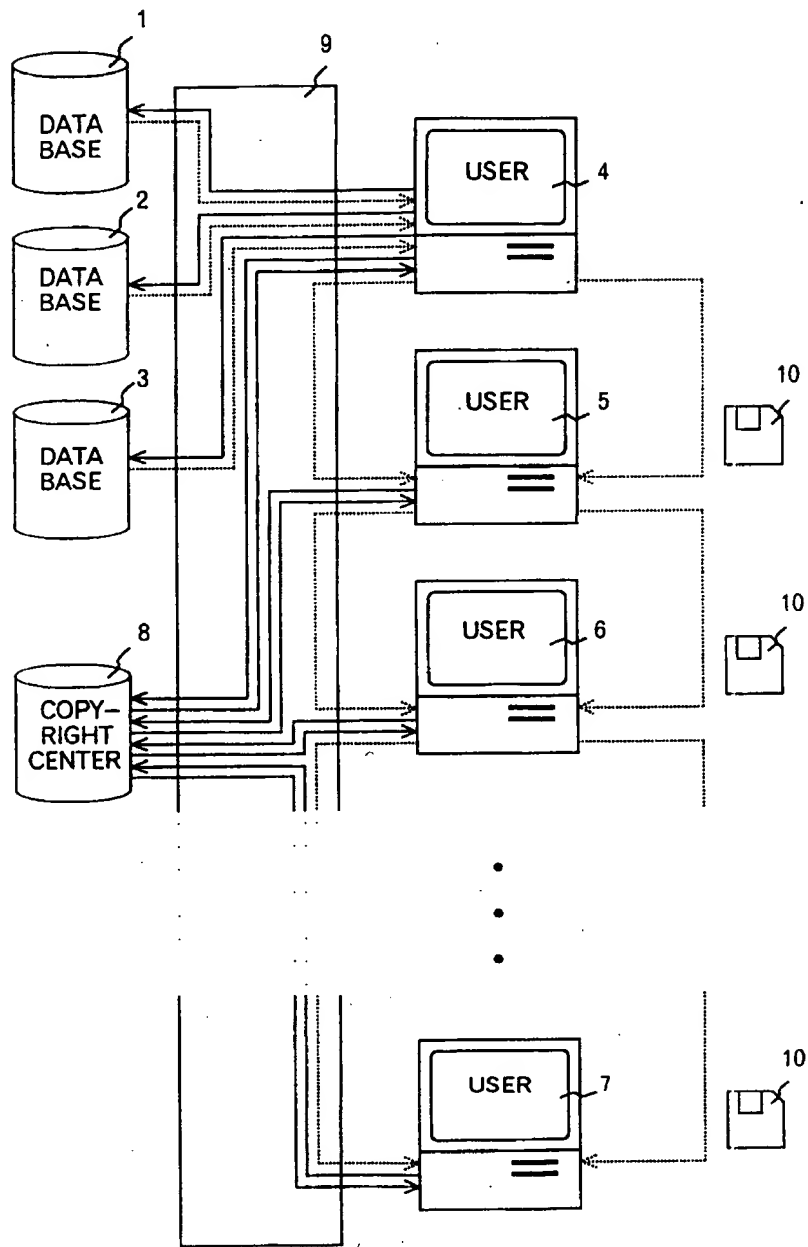 1
9
DATA
BASE
USER
4
2
DATA
BASE
3
DATA
BASE
USER
5
10
8
COPY-
RIGHT
CENTER
USER
6
10
USER
7
10